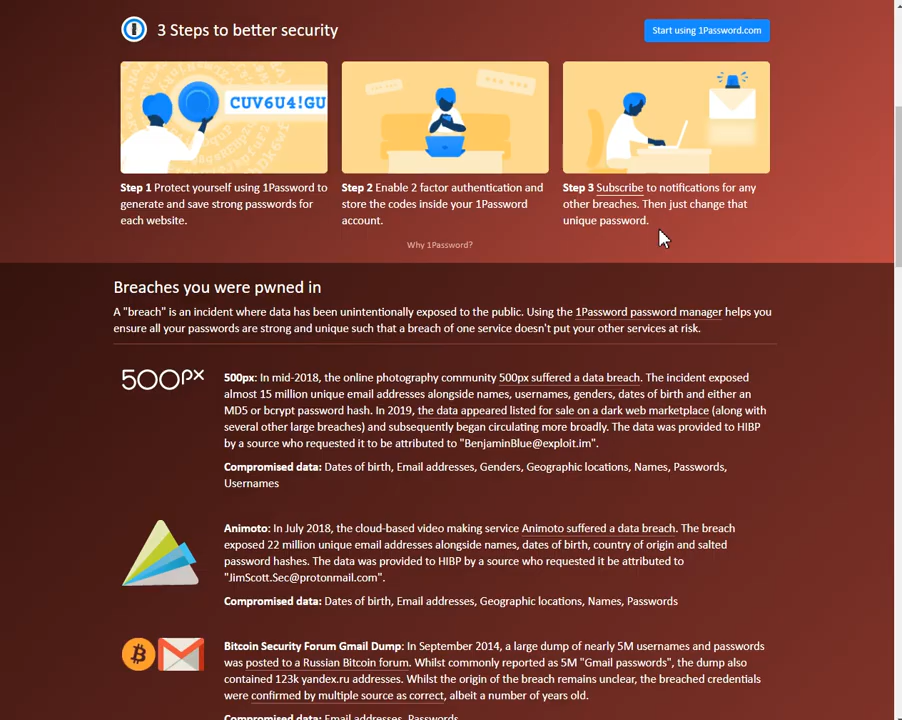 3 Steps to better security
Start using 1Password.com
CUV6U4!GU
Step 1 Protect yourself using 1Password to
generate and save strong passwords for
each website.
Step 2 Enable 2 factor authentication and
store the codes inside your 1Password
account.
Step 3 Subscribe to notifications for any
other breaches. Then just change that
unique password.
Why 1Password?
Breaches you were pwned in
A "breach" is an incident where data has been unintentionally exposed to the public. Using the 1Password password manager helps you
ensure all your passwords are strong and unique such that a breach of one service doesn't put your other services at risk.
500px
500px: In mid-2018, the online photography community 500px suffered a data breach. The incident exposed
almost 15 million unique email addresses alongside names, usernames, genders, dates of birth and either an
MD5 or bcrypt password hash. In 2019, the data appeared listed for sale on a dark web marketplace (along with
several other large breaches) and subsequently began circulating more broadly. The data was provided to HIBP
by a source who requested it to be attributed to "BenjaminBlue@exploit.im".
Compromised data: Dates of birth, Email addresses, Genders, Geographic locations, Names, Passwords,
Usernames
Animoto: In July 2018, the cloud-based video making service Animoto suffered a data breach. The breach
exposed 22 million unique email addresses alongside names, dates of birth, country of origin and salted
password hashes. The data was provided to HIBP by a source who requested it be attributed to
"JimScott.Sec@protonmail.com".
Compromised data: Dates of birth, Email addresses, Geographic locations, Names, Passwords
Bitcoin Security Forum Gmail Dump: In September 2014, a large dump of nearly 5M usernames and passwords
was posted to a Russian Bitcoin forum. Whilst commonly reported as 5M "Gmail passwords", the dump also
contained 123k yandex.ru addresses. Whilst the origin of the breach remains unclear, the breached credentials
were confirmed by multiple source as correct, albeit a number of years old.
Compromised data: Email addresses, Passwords